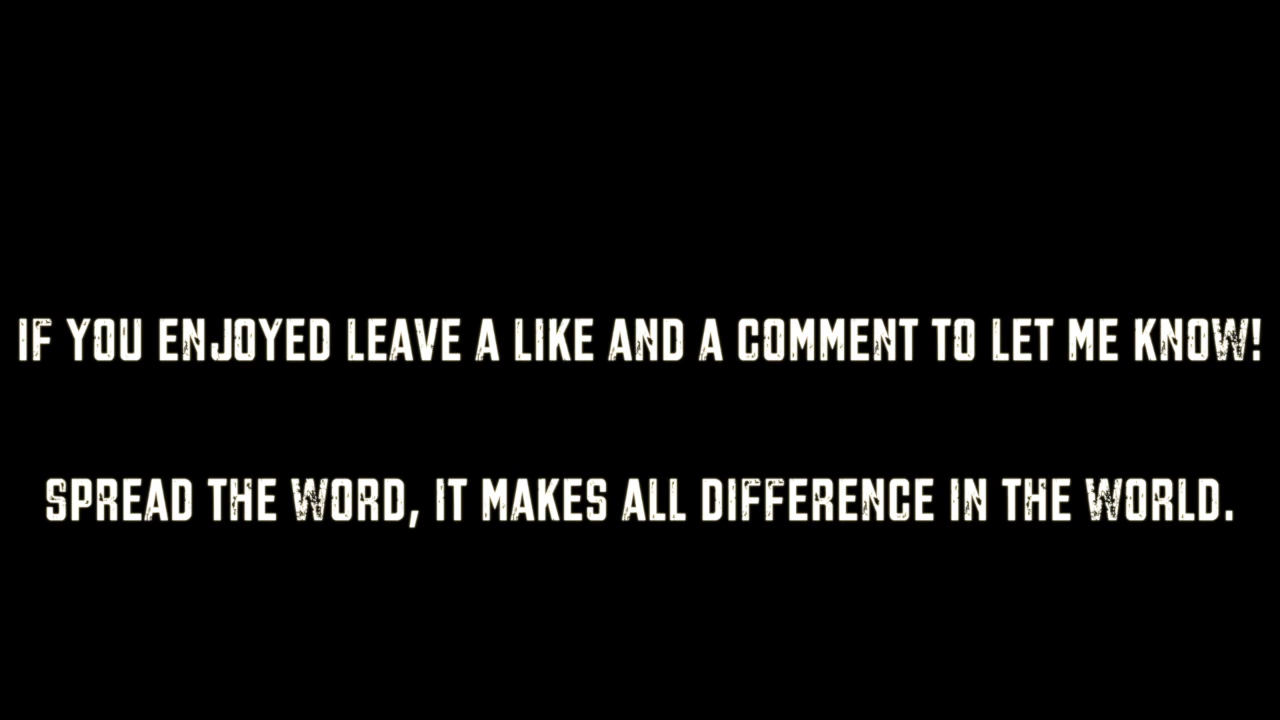 IF YOU ENJOYED LEAVE A LIKE AND A COMMENT TO LET ME KNOW!
SPREAD THE WORD, IT MAKES ALL DIFFERENCE IN THE WORLD.